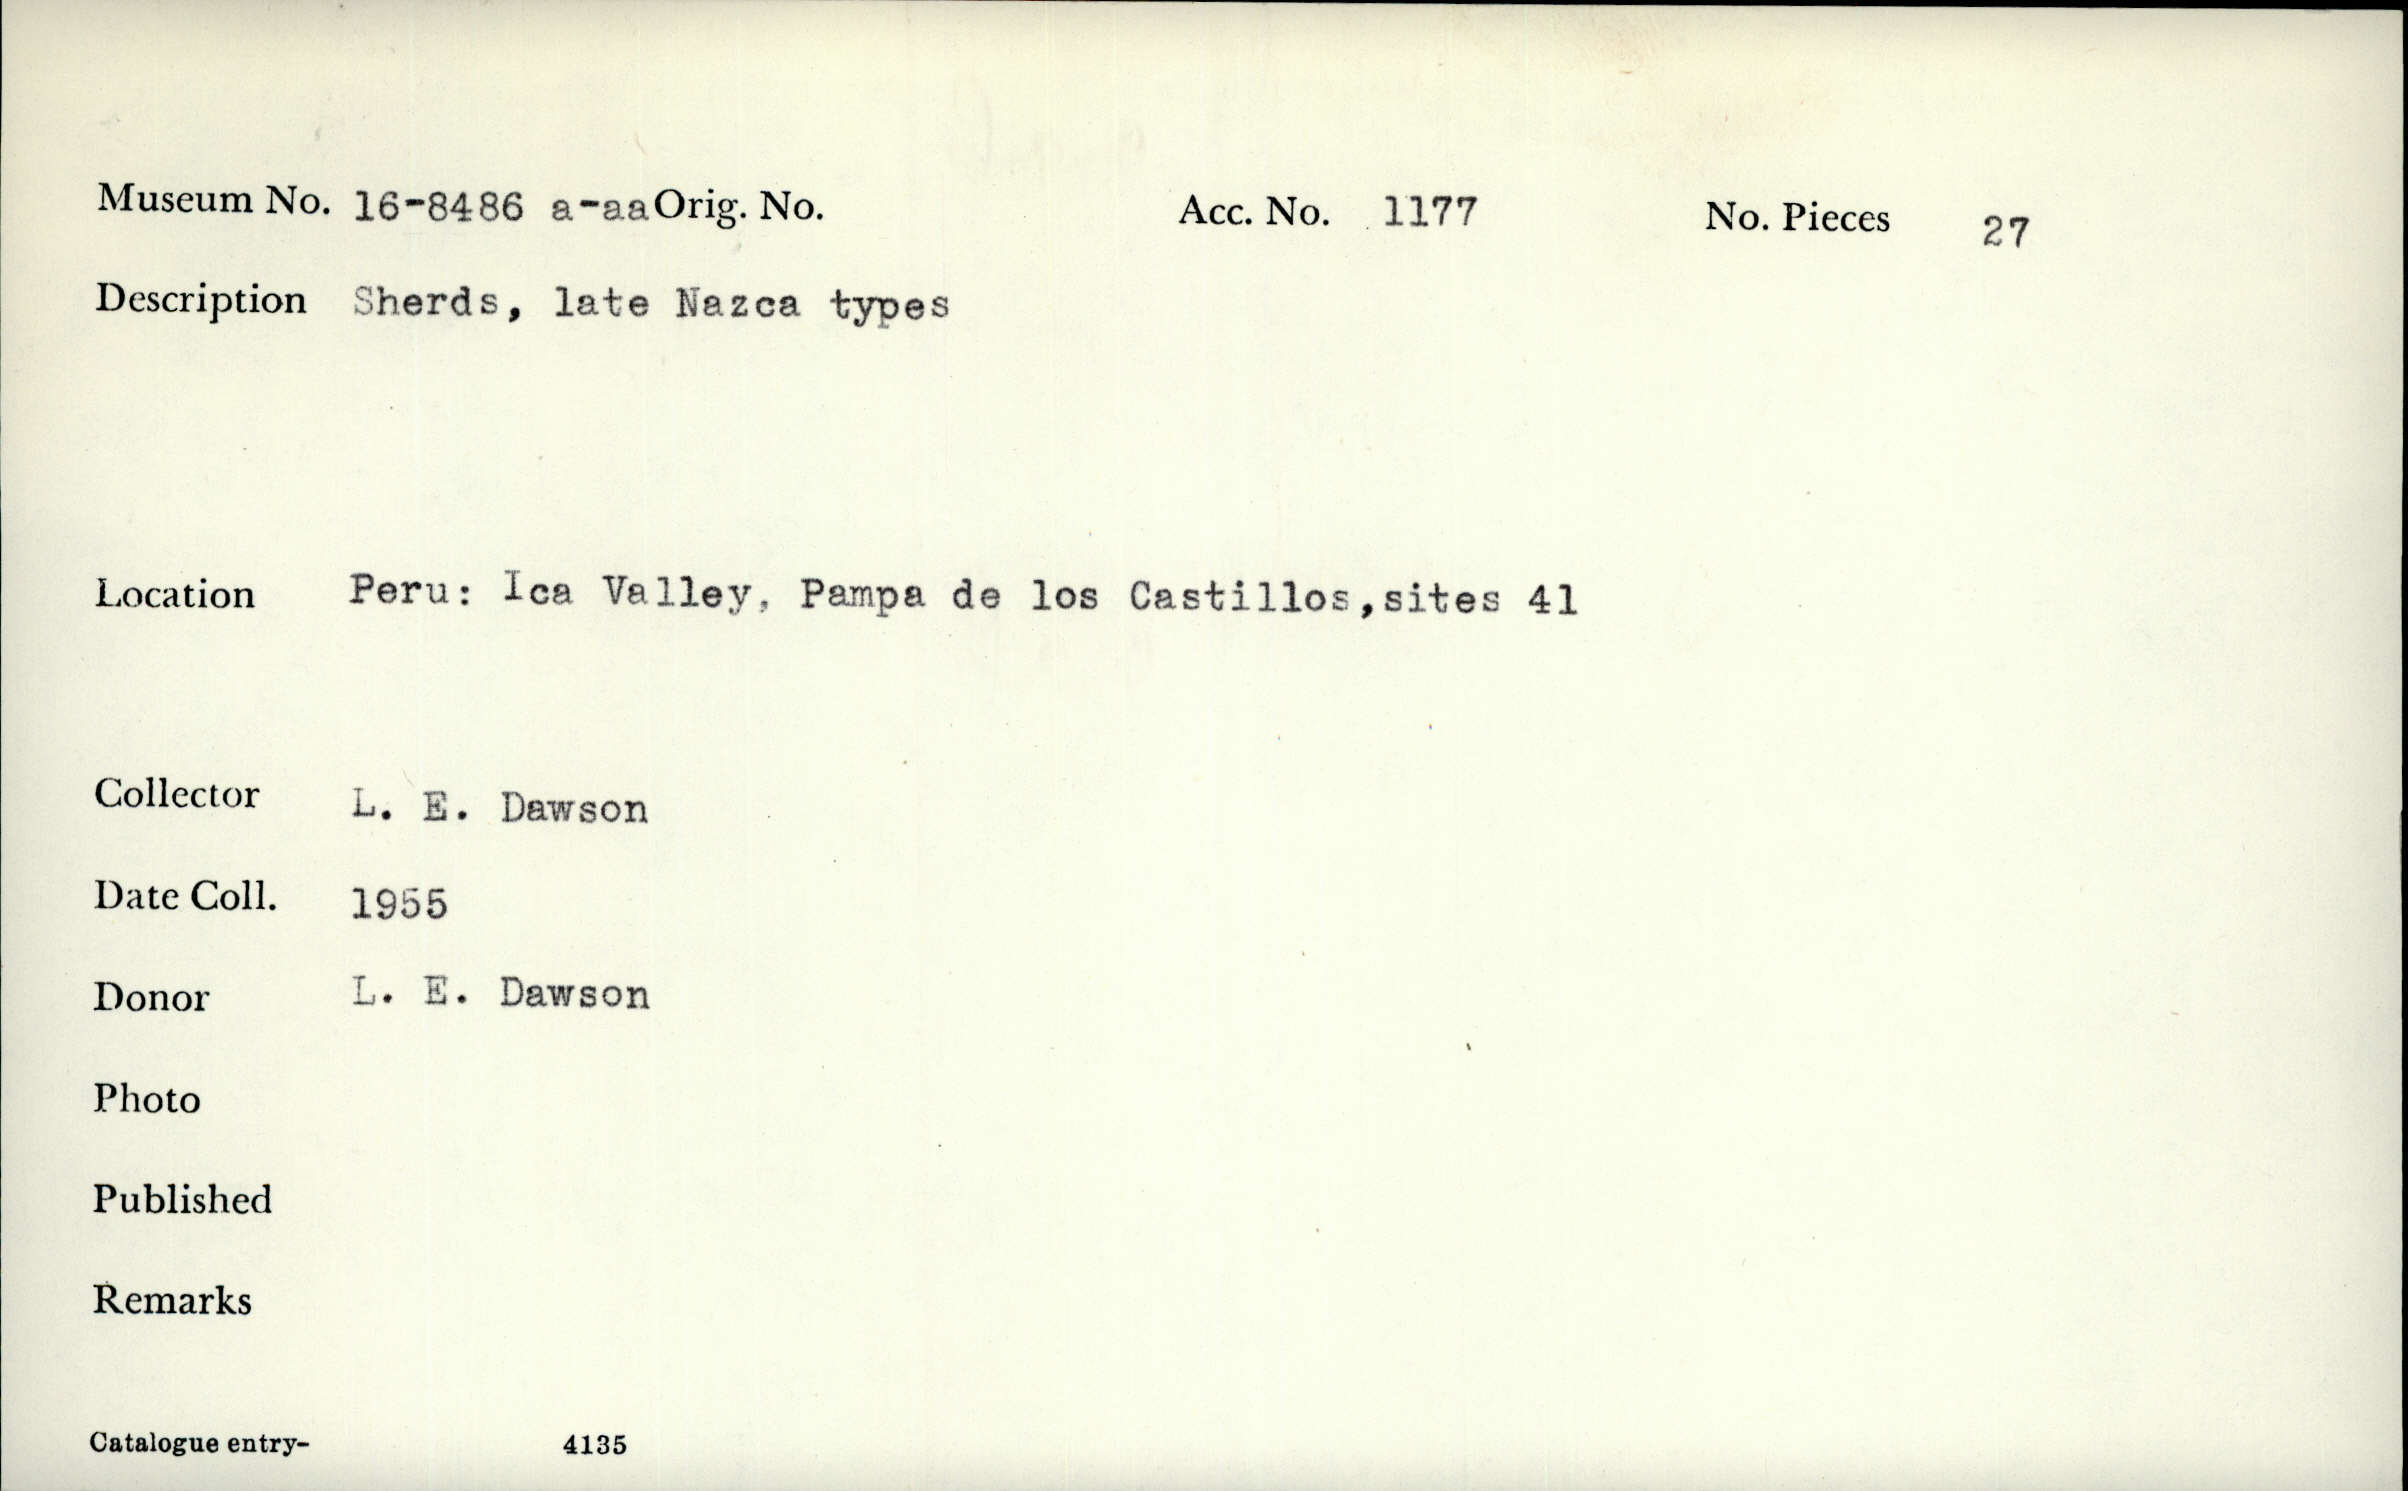 Museum No. 16-8486 a-aa Orig. No. Acc. No. 1177 No. Pieces 27
Description Sherds, late Nazca types
Location Peru: Ica Valley, Pampa de los Castillos,sites 41
Collector L. E. Dawson
Date Coll. 1955
Donor L. E. Dawson
Photo
Published
Remarks
Catalogue entry- 4135